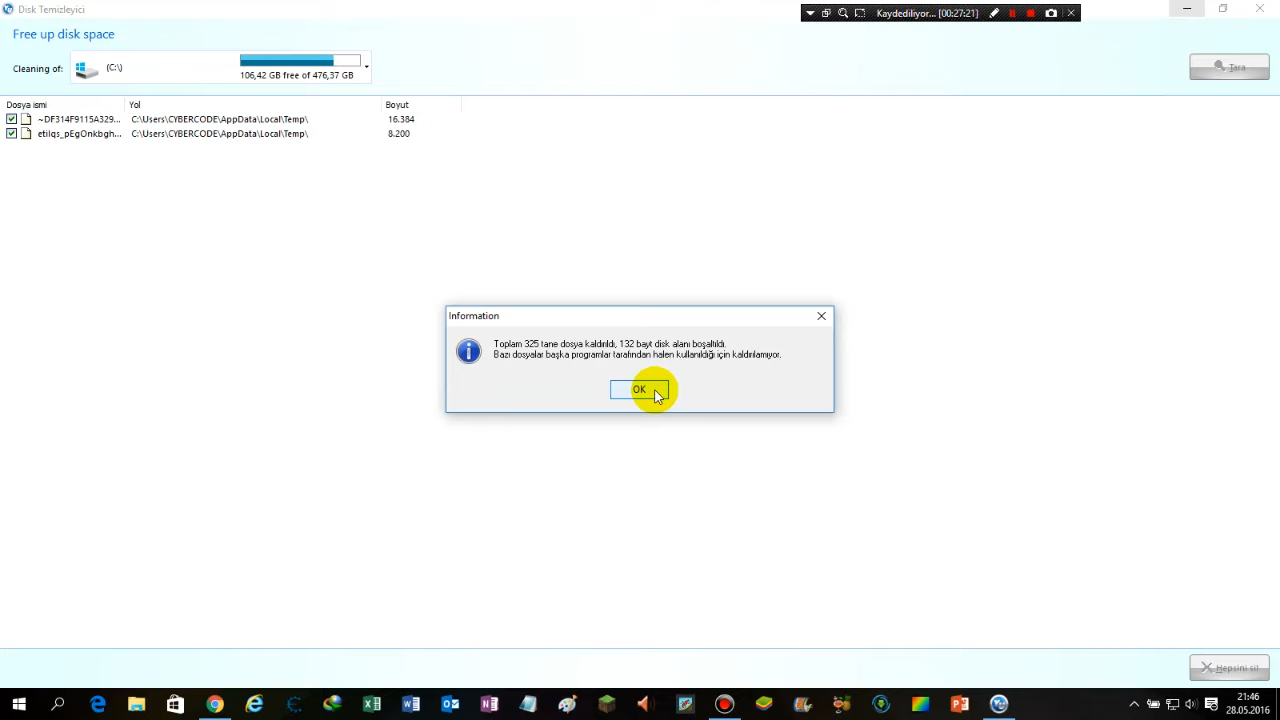 Disk Temizleyici
Kaydediliyor... [00:27:21]
Free up disk space
Cleaning of:
(C:\)
106,42 GB free of 476,37 GB
Tara
Dosya ismi Yol Boyut
~DF314F9115A329... C:\Users\CYBERCODE\AppData\Local\Temp\ 16.384
etilqs_pEgOnkbgh... C:\Users\CYBERCODE\AppData\Local\Temp\ 8.200
Information
Toplam 325 tane dosya kaldırıldı, 132 bayt disk alanı boşaltıldı.
Bazı dosyalar başka programlar tarafından halen kullanıldığı için kaldırılamıyor.
OK
Hepsini sil
21:46
28.05.2016